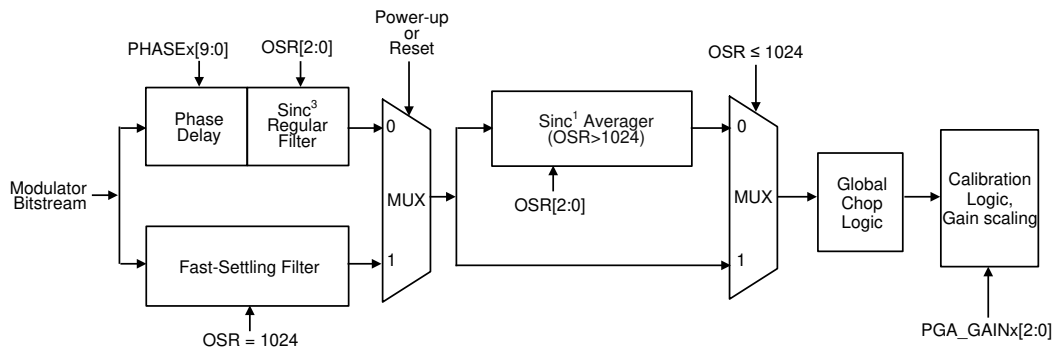 Power-up
or
Reset
PHASEx[9:0]
OSR[2:0]
OSR ≤ 1024
Phase
Delay
Sinc³
Regular
Filter
0
Sinc¹ Averager
(OSR>1024)
0
Modulator
Bitstream
MUX
OSR[2:0]
MUX
Global
Chop
Logic
Calibration
Logic,
Gain scaling
Fast-Settling Filter
1
1
OSR = 1024
PGA_GAINx[2:0]